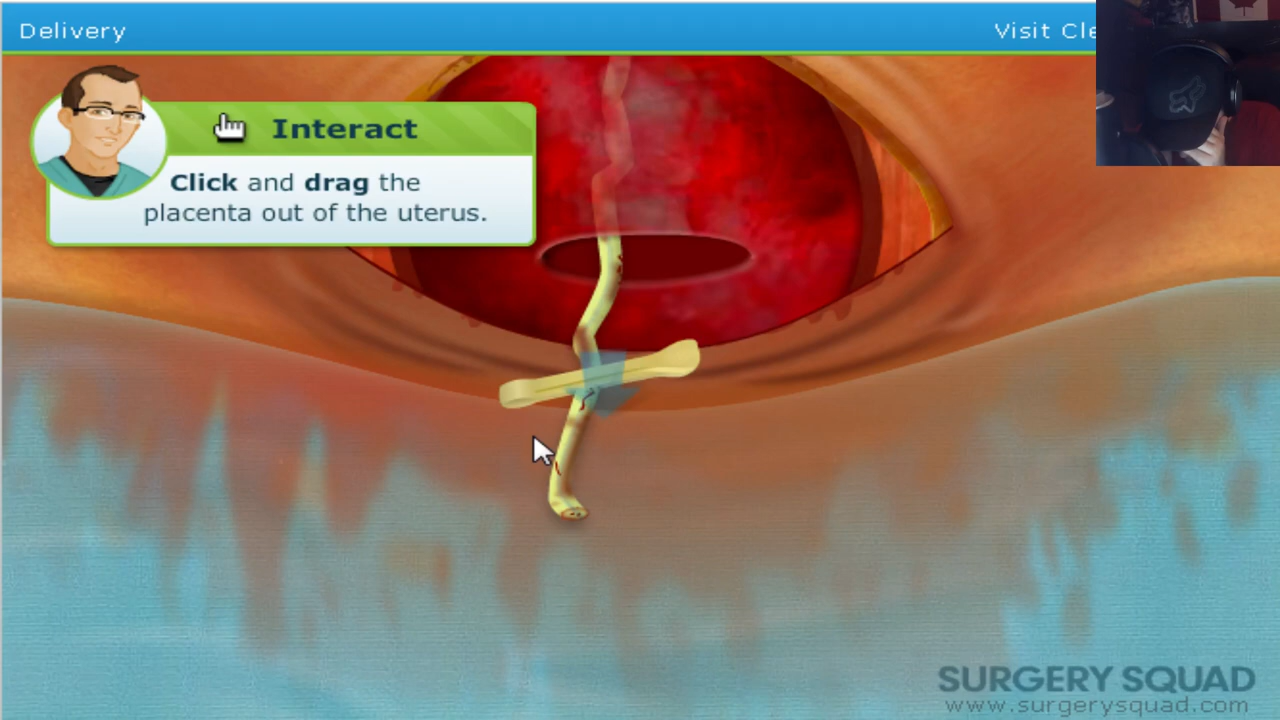 Delivery
Visit Cle
Interact
Click and drag the
placenta out of the uterus.
SURGERY SQUAD
www.surgerysquad.com